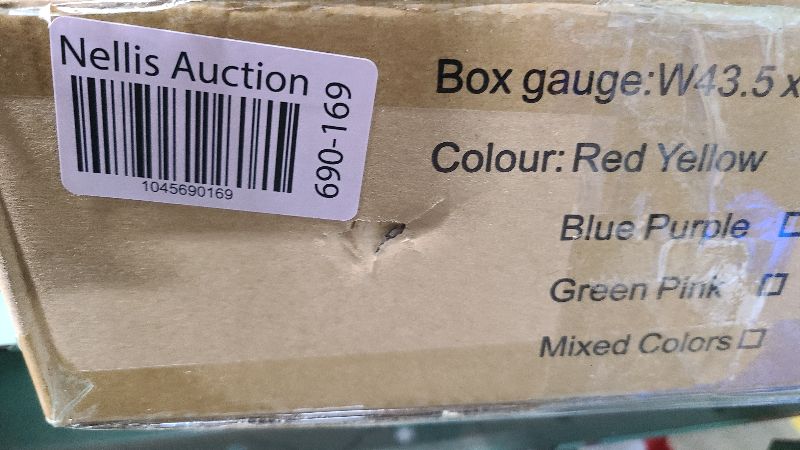 Nellis Auction
1045690169
690-169
Box gauge:W43.5 x
Colour: Red Yellow
Blue Purple
Green Pink
Mixed Colors